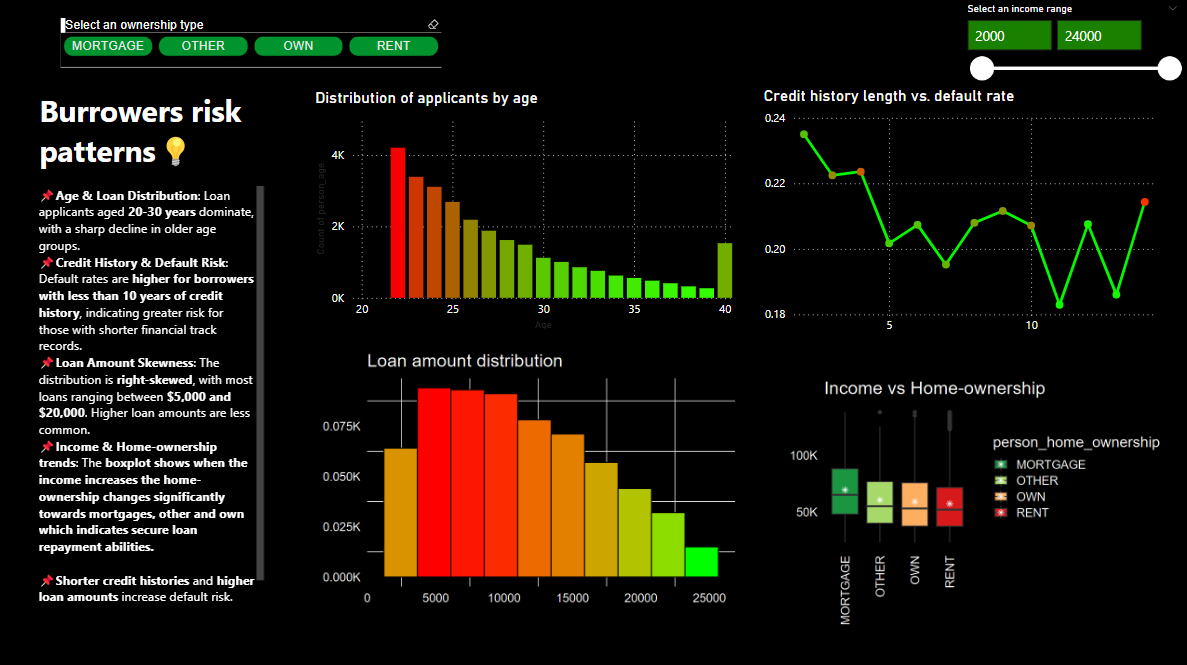 Select an ownership type
MORTGAGE
OTHER
OWN
RENT
Select an income range
2000
24000
Burrowers risk
patterns 💡
📌 Age & Loan Distribution: Loan
applicants aged 20-30 years dominate,
with a sharp decline in older age
groups.
📌 Credit History & Default Risk:
Default rates are higher for borrowers
with less than 10 years of credit
history, indicating greater risk for
those with shorter financial track
records.
📌 Loan Amount Skewness: The
distribution is right-skewed, with most
loans ranging between $5,000 and
$20,000. Higher loan amounts are less
common.
📌 Income & Home-ownership
trends: The boxplot shows when the
income increases the home-
ownership changes significantly
towards mortgages, other and own
which indicates secure loan
repayment abilities.
📌 Shorter credit histories and higher
loan amounts increase default risk.
Distribution of applicants by age
Count of person_age
4K
2K
0K
20
25
30
35
40
Age
Credit history length vs. default rate
0.24
0.22
0.20
0.18
5
10
Loan amount distribution
0.075K
0.050K
0.025K
0.000K
0
5000
10000
15000
20000
25000
Income vs Home-ownership
100K
50K
MORTGAGE
OTHER
OWN
RENT
person_home_ownership
MORTGAGE
OTHER
OWN
RENT